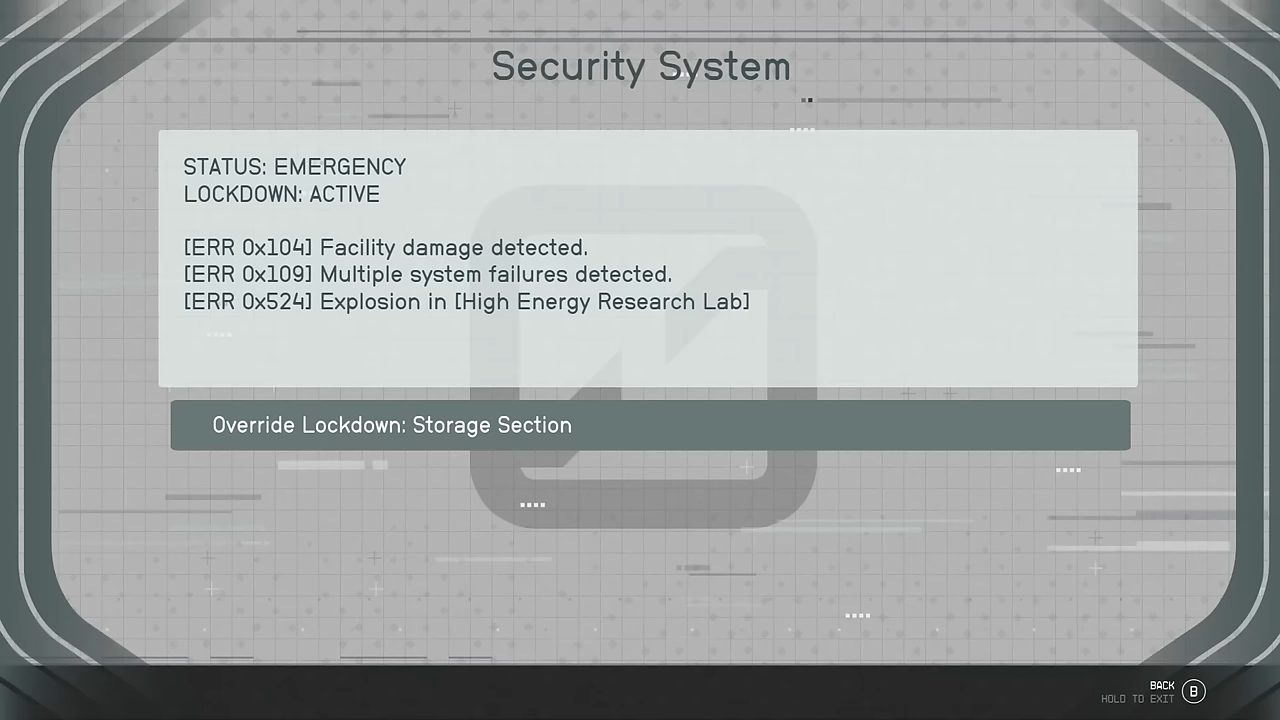 Security System
STATUS: EMERGENCY
LOCKDOWN: ACTIVE
[ERR 0x104] Facility damage detected.
[ERR 0x109] Multiple system failures detected.
[ERR 0x524] Explosion in [High Energy Research Lab]
Override Lockdown: Storage Section
BACK
HOLD TO EXIT
B